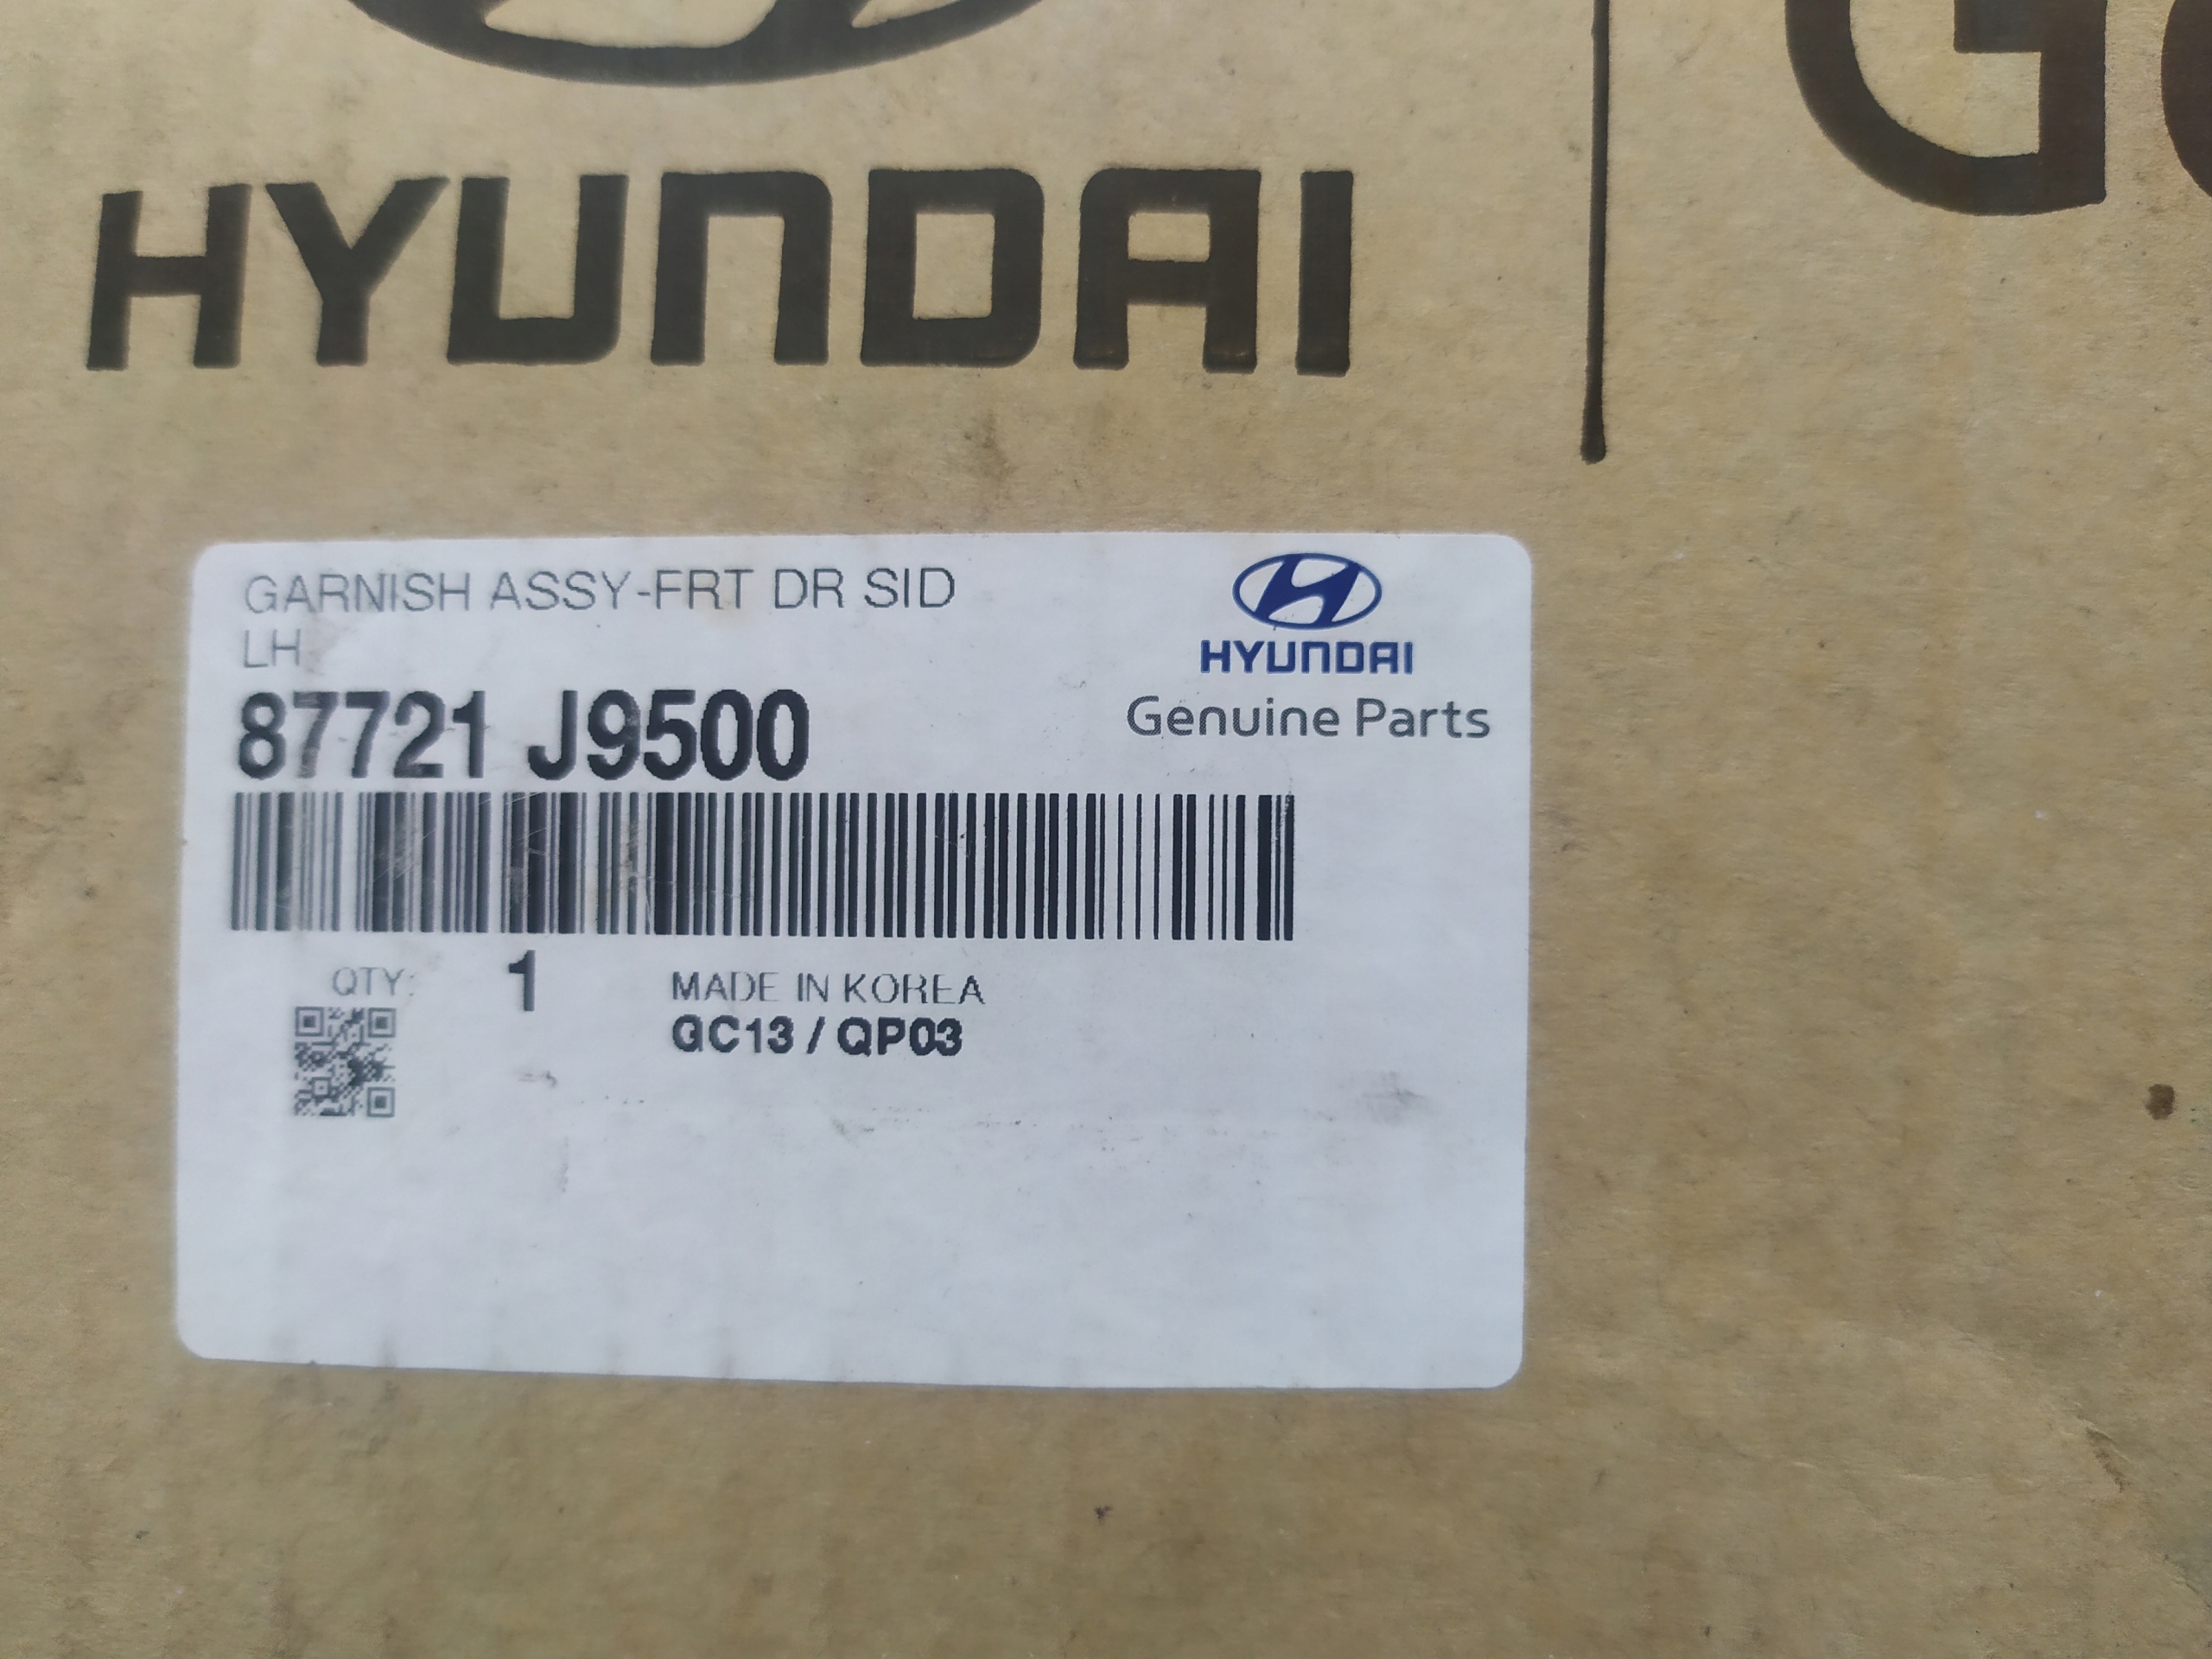 HYUNDAI
GARNISH ASSY-FRT DR SID
LH
87721 J9500
HYUNDAI
Genuine Parts
QTY: 1
MADE IN KOREA
GC13 / QP03